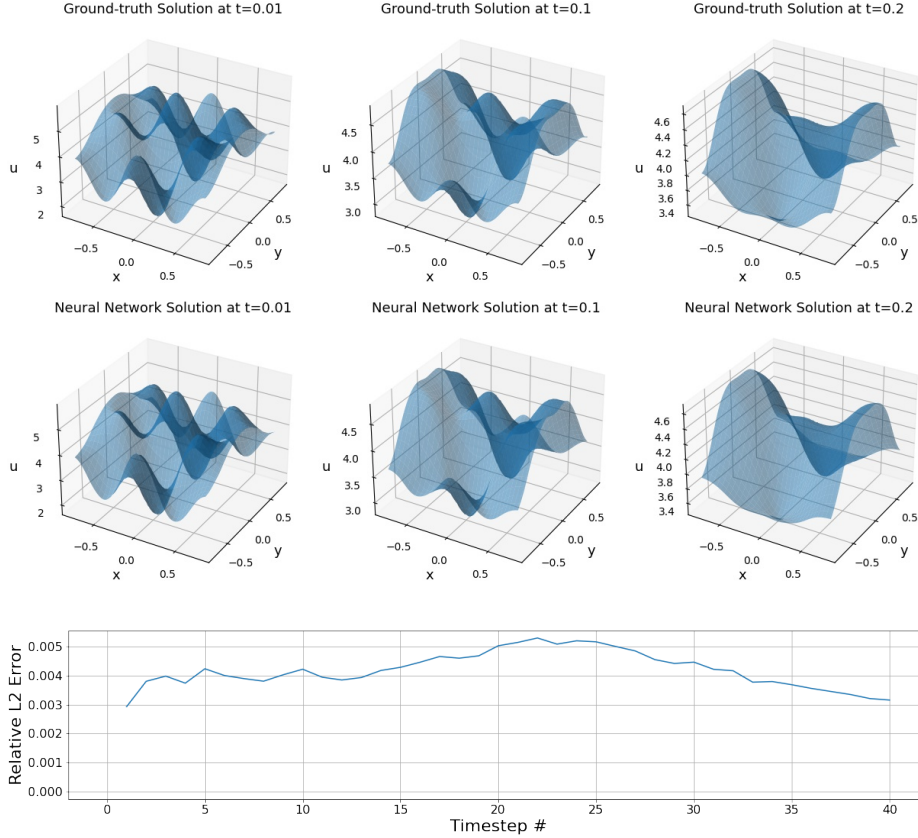 Ground-truth Solution at t=0.01
5
4
3
2
u
−0.5
0.0
0.5
x
−0.5
0.0
0.5
y
Ground-truth Solution at t=0.1
4.5
4.0
3.5
3.0
u
−0.5
0.0
0.5
x
−0.5
0.0
0.5
y
Ground-truth Solution at t=0.2
4.6
4.4
4.2
4.0
3.8
3.6
3.4
u
−0.5
0.0
0.5
x
−0.5
0.0
0.5
y
Neural Network Solution at t=0.01
5
4
3
2
u
−0.5
0.0
0.5
x
−0.5
0.0
0.5
y
Neural Network Solution at t=0.1
4.5
4.0
3.5
3.0
u
−0.5
0.0
0.5
x
−0.5
0.0
0.5
y
Neural Network Solution at t=0.2
4.6
4.4
4.2
4.0
3.8
3.6
3.4
u
−0.5
0.0
0.5
x
−0.5
0.0
0.5
y
Relative L2 Error
0.005
0.004
0.003
0.002
0.001
0.000
0 5 10 15 20 25 30 35 40
Timestep #